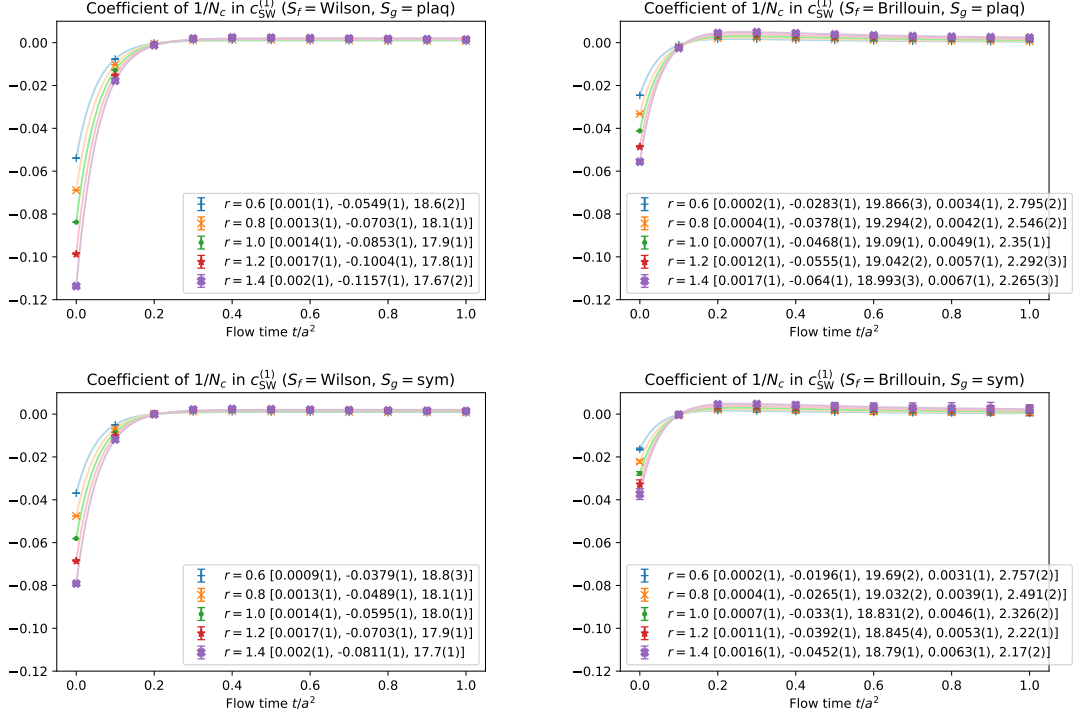 Coefficient of 1/N_c in c_SW^(1) (S_f = Wilson, S_g = plaq)
0.00
−0.02
−0.04
−0.06
−0.08
−0.10
−0.12
r = 0.6 [0.001(1), -0.0549(1), 18.6(2)]
r = 0.8 [0.0013(1), -0.0703(1), 18.1(1)]
r = 1.0 [0.0014(1), -0.0853(1), 17.9(1)]
r = 1.2 [0.0017(1), -0.1004(1), 17.8(1)]
r = 1.4 [0.002(1), -0.1157(1), 17.67(2)]
0.0 0.2 0.4 0.6 0.8 1.0
Flow time t/a²
Coefficient of 1/N_c in c_SW^(1) (S_f = Brillouin, S_g = plaq)
0.00
−0.02
−0.04
−0.06
−0.08
−0.10
−0.12
r = 0.6 [0.0002(1), -0.0283(1), 19.866(3), 0.0034(1), 2.795(2)]
r = 0.8 [0.0004(1), -0.0378(1), 19.294(2), 0.0042(1), 2.546(2)]
r = 1.0 [0.0007(1), -0.0468(1), 19.09(1), 0.0049(1), 2.35(1)]
r = 1.2 [0.0012(1), -0.0555(1), 19.042(2), 0.0057(1), 2.292(3)]
r = 1.4 [0.0017(1), -0.064(1), 18.993(3), 0.0067(1), 2.265(3)]
0.0 0.2 0.4 0.6 0.8 1.0
Flow time t/a²
Coefficient of 1/N_c in c_SW^(1) (S_f = Wilson, S_g = sym)
0.00
−0.02
−0.04
−0.06
−0.08
−0.10
−0.12
r = 0.6 [0.0009(1), -0.0379(1), 18.8(3)]
r = 0.8 [0.0013(1), -0.0489(1), 18.1(1)]
r = 1.0 [0.0014(1), -0.0595(1), 18.0(1)]
r = 1.2 [0.0017(1), -0.0703(1), 17.9(1)]
r = 1.4 [0.002(1), -0.0811(1), 17.7(1)]
0.0 0.2 0.4 0.6 0.8 1.0
Flow time t/a²
Coefficient of 1/N_c in c_SW^(1) (S_f = Brillouin, S_g = sym)
0.00
−0.02
−0.04
−0.06
−0.08
−0.10
−0.12
r = 0.6 [0.0002(1), -0.0196(1), 19.69(2), 0.0031(1), 2.757(2)]
r = 0.8 [0.0004(1), -0.0265(1), 19.032(2), 0.0039(1), 2.491(2)]
r = 1.0 [0.0007(1), -0.033(1), 18.831(2), 0.0046(1), 2.326(2)]
r = 1.2 [0.0011(1), -0.0392(1), 18.845(4), 0.0053(1), 2.22(1)]
r = 1.4 [0.0016(1), -0.0452(1), 18.79(1), 0.0063(1), 2.17(2)]
0.0 0.2 0.4 0.6 0.8 1.0
Flow time t/a²